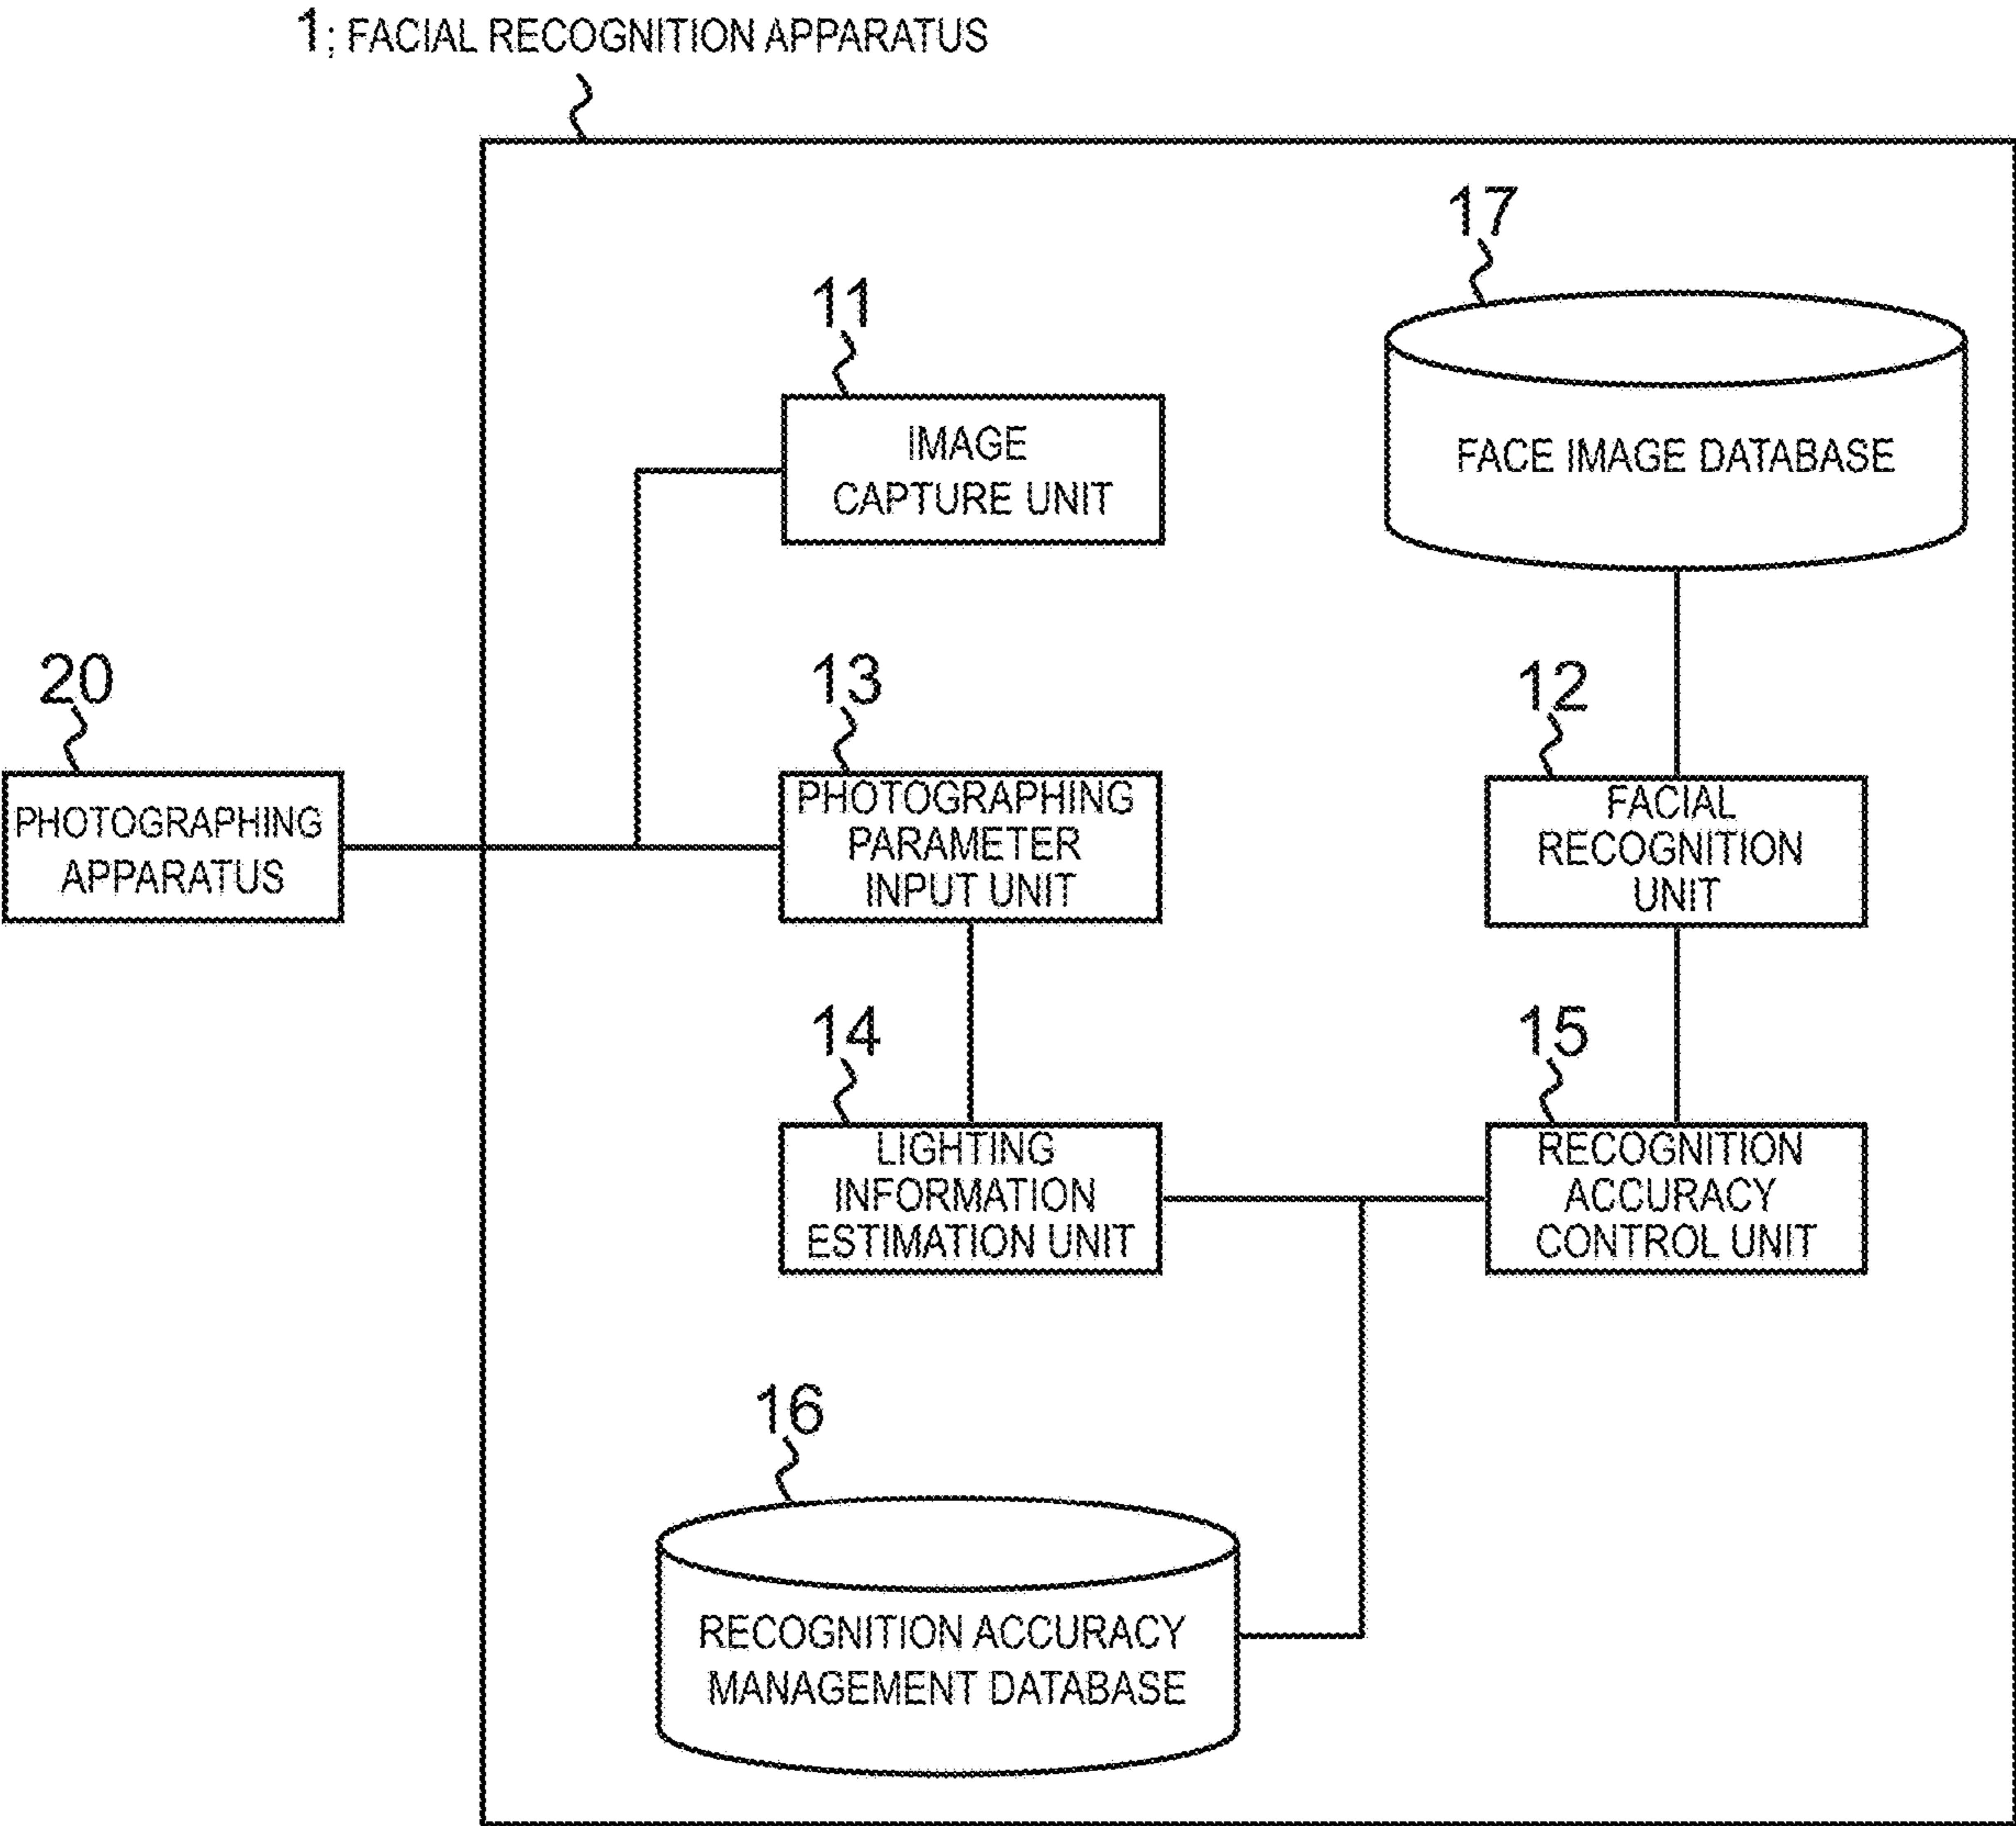 1; FACIAL RECOGNITION APPARATUS
17
11
IMAGE
CAPTURE UNIT
FACE IMAGE DATABASE
20
PHOTOGRAPHING
APPARATUS
13
PHOTOGRAPHING
PARAMETER
INPUT UNIT
12
FACIAL
RECOGNITION
UNIT
14
LIGHTING
INFORMATION
ESTIMATION UNIT
15
RECOGNITION
ACCURACY
CONTROL UNIT
16
RECOGNITION ACCURACY
MANAGEMENT DATABASE